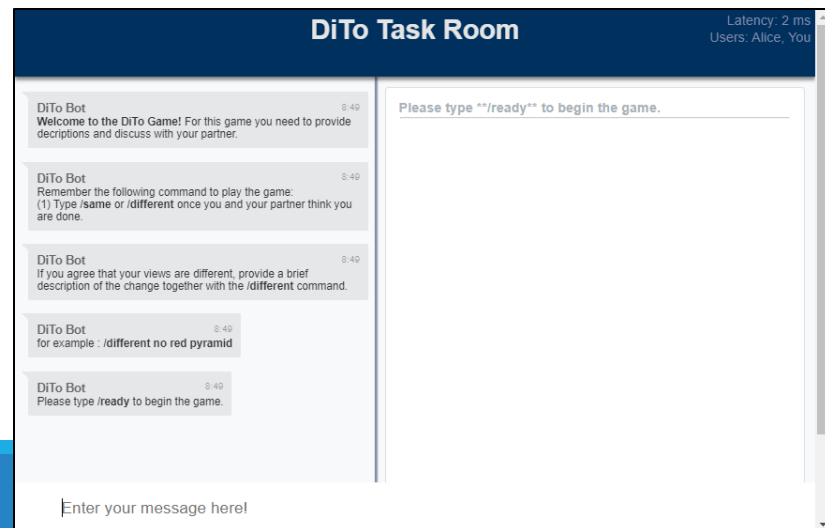 DiTo Task Room
Latency: 2 ms
Users: Alice, You
DiTo Bot 8:49
Welcome to the DiTo Game! For this game you need to provide
decriptions and discuss with your partner.
DiTo Bot 8:49
Remember the following command to play the game:
(1) Type /same or /different once you and your partner think you
are done.
DiTo Bot 8:49
If you agree that your views are different, provide a brief
description of the change together with the /different command.
DiTo Bot 8:49
for example : /different no red pyramid
DiTo Bot 8:49
Please type /ready to begin the game.
Please type **/ready** to begin the game.
Enter your message here!